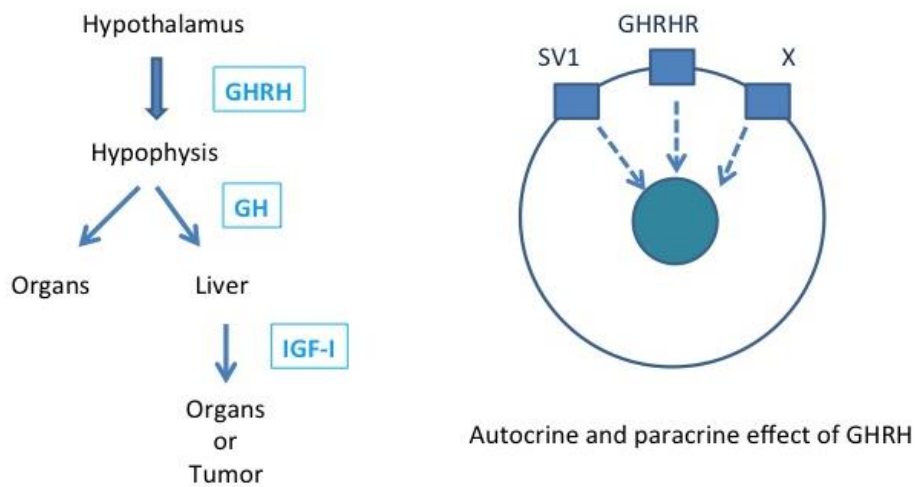 Hypothalamus
GHRH
Hypophysis
GH
Organs
Liver
IGF-I
Organs
or
Tumor
GHRHR
SV1
X
Autocrine and paracrine effect of GHRH